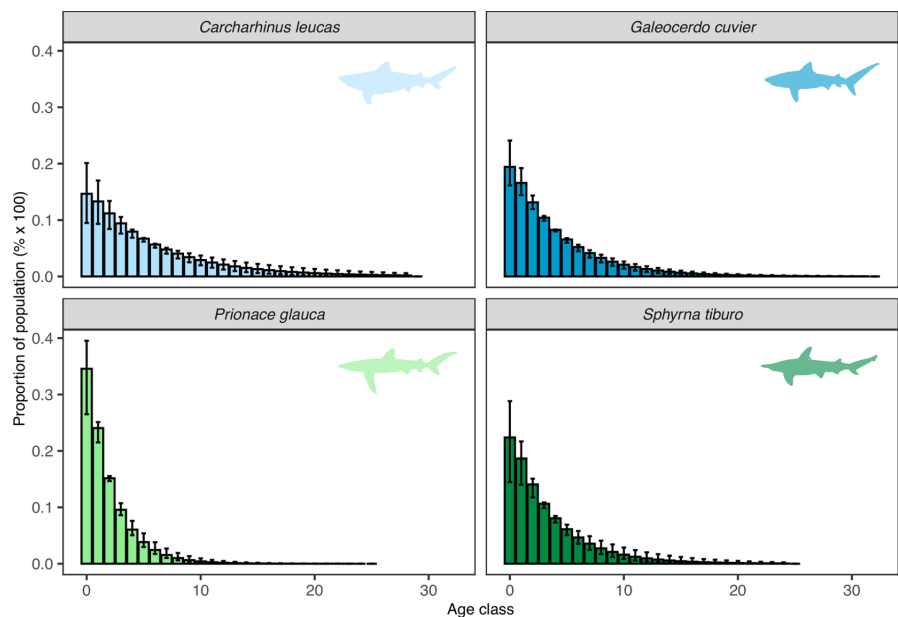 Carcharhinus leucas
Galeocerdo cuvier
0.4
0.3
0.2
0.1
0.0
Prionace glauca
Sphyrna tiburo
0.4
0.3
0.2
0.1
0.0
Proportion of population (% x 100)
0 10 20 30
0 10 20 30
Age class